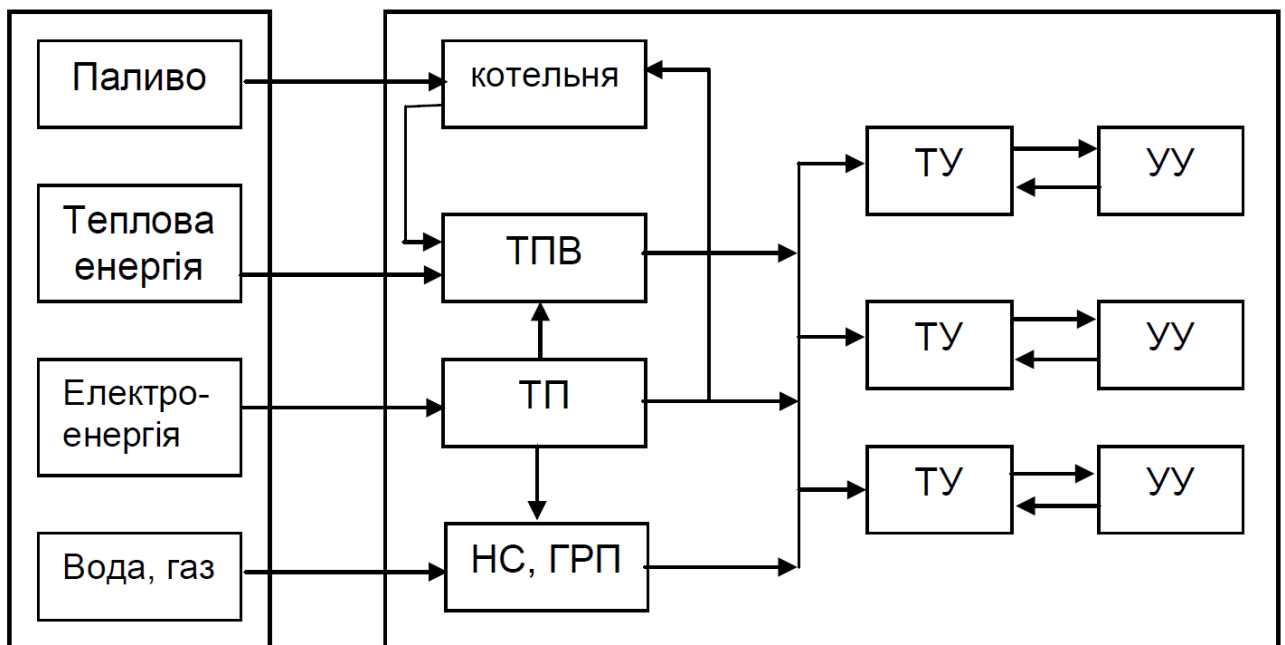 Паливо
котельня
ТУ
УУ
Теплова
енергія
ТПВ
ТУ
УУ
Електро-
енергія
ТП
ТУ
УУ
Вода, газ
НС, ГРП